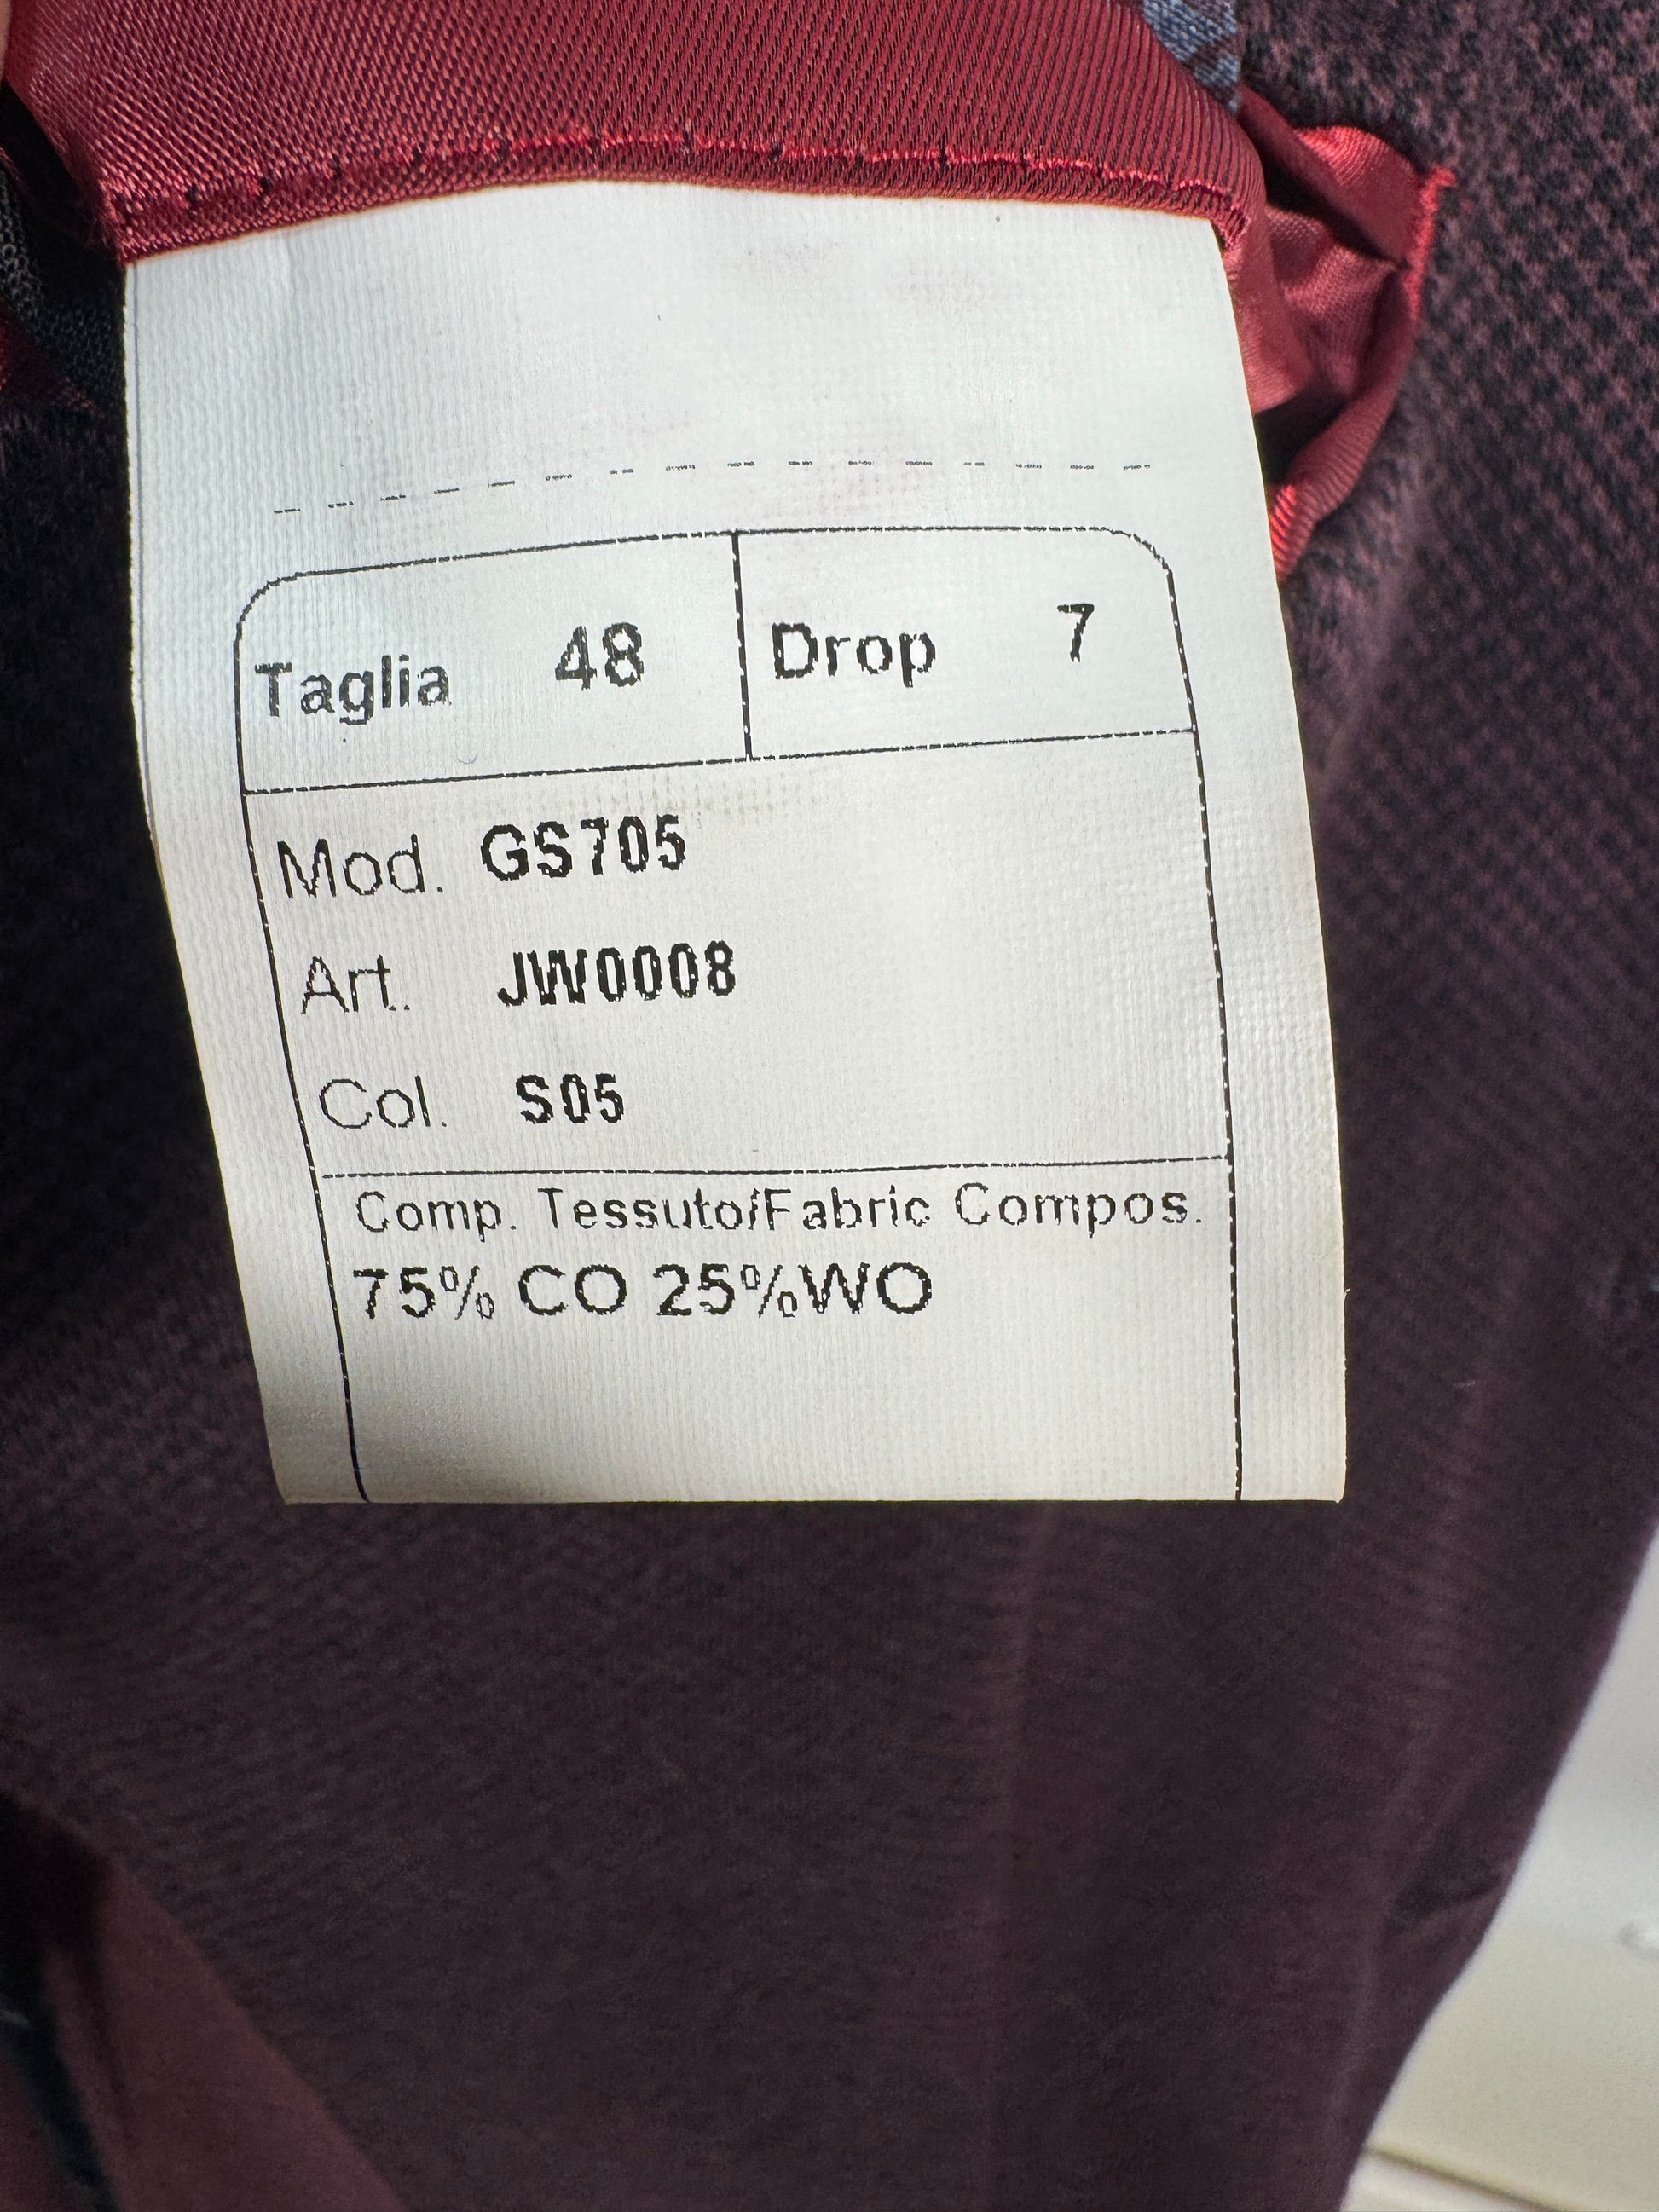 Taglia 48 Drop 7
Mod. GS705
Art. JW0008
Col. S05
Comp. Tessuto/Fabric Compos.
75% CO 25%WO